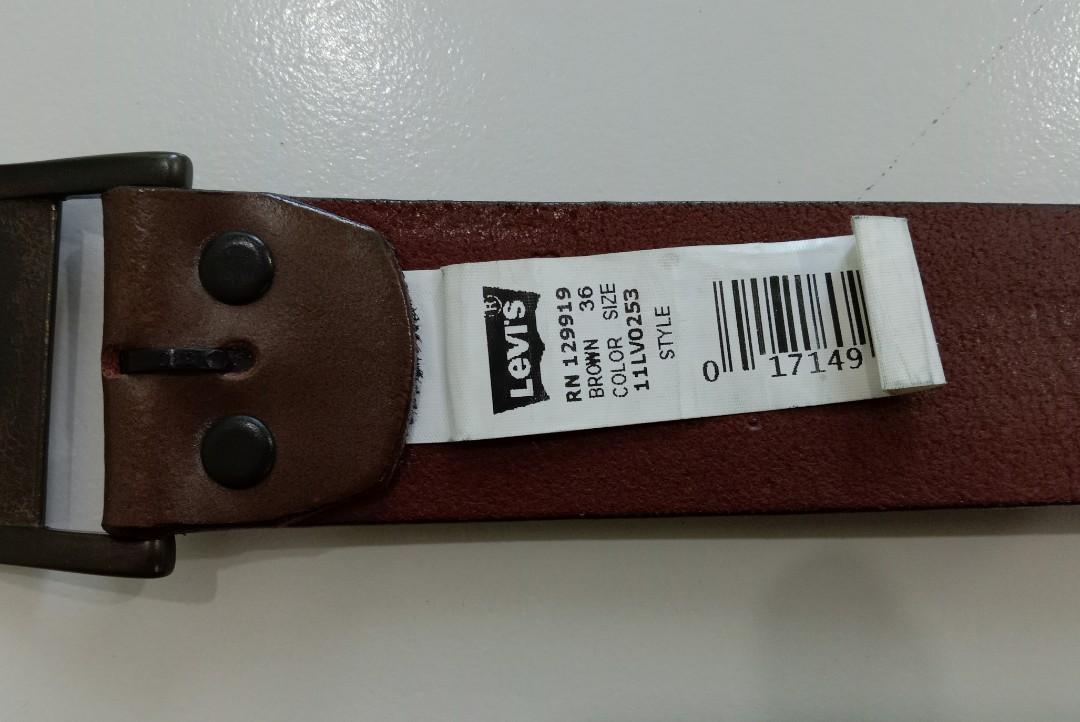 Levi's®
RN 129919
BROWN 36
COLOR SIZE
11LV0253
STYLE
0 17149